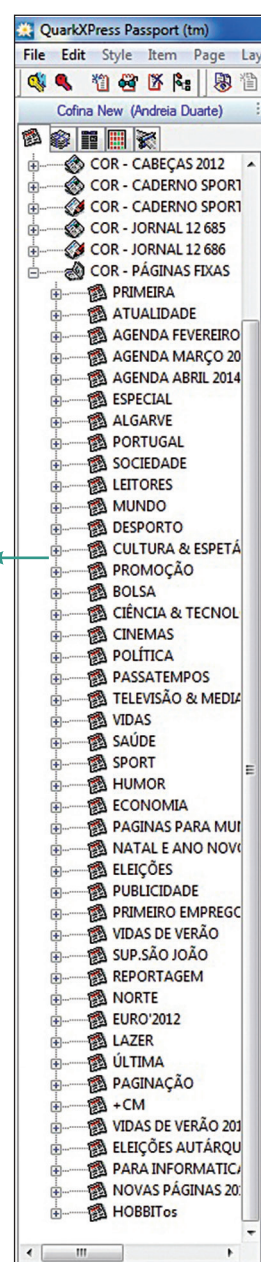 QuarkXPress Passport (tm)
File Edit Style Item Page Lay
Cofina New (Andreia Duarte)
COR - CABEÇAS 2012
COR - CADERNO SPORT
COR - CADERNO SPORT
COR - JORNAL 12 685
COR - JORNAL 12 686
COR - PÁGINAS FIXAS
PRIMEIRA
ATUALIDADE
AGENDA FEVEREIRO
AGENDA MARÇO 20
AGENDA ABRIL 2014
ESPECIAL
ALGARVE
PORTUGAL
SOCIEDADE
LEITORES
MUNDO
DESPORTO
CULTURA & ESPETÁ
PROMOÇÃO
BOLSA
CIÊNCIA & TECNOL
CINEMAS
POLÍTICA
PASSATEMPOS
TELEVISÃO & MEDIA
VIDAS
SAÚDE
SPORT
HUMOR
ECONOMIA
PAGINAS PARA MUN
NATAL E ANO NOVO
ELEIÇÕES
PUBLICIDADE
PRIMEIRO EMPREGO
VIDAS DE VERÃO
SUP.SÃO JOÃO
REPORTAGEM
NORTE
EURO'2012
LAZER
ÚLTIMA
PAGINAÇÃO
+CM
VIDAS DE VERÃO 201
ELEIÇÕES AUTÁRQU
PARA INFORMATICA
NOVAS PÁGINAS 20
HOBBITos